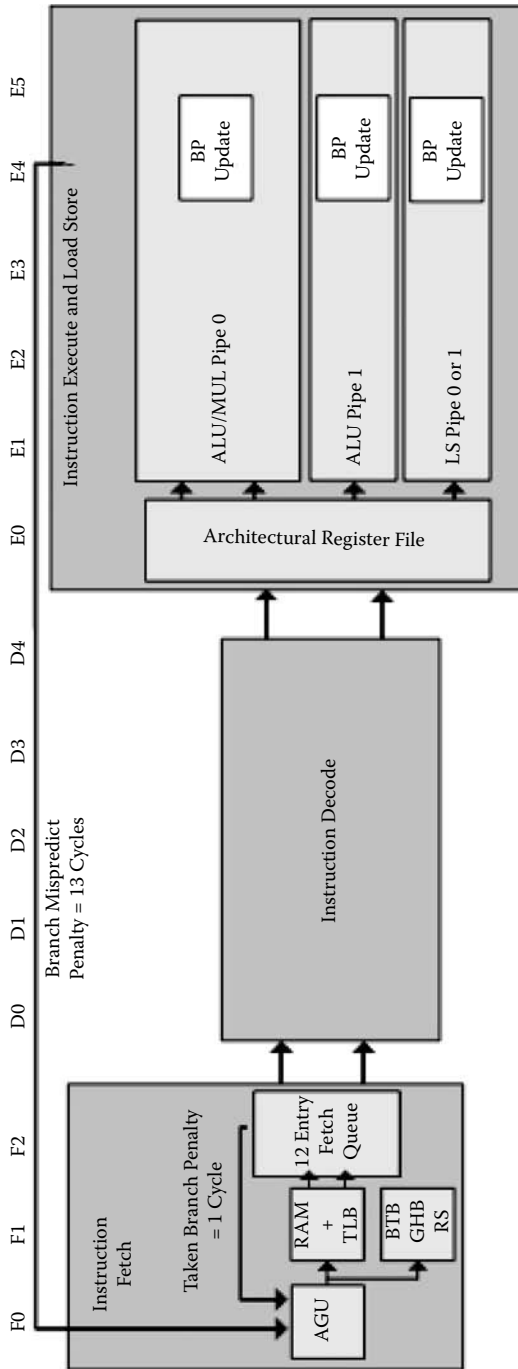 F0 F1 F2 D0 D1 D2 D3 D4 E0 E1 E2 E3 E4 E5
Branch Mispredict
Penalty = 13 Cycles
Instruction
Fetch
Taken Branch Penalty
= 1 Cycle
AGU
RAM
+
TLB
BTB
GHB
RS
12 Entry
Fetch
Queue
Instruction Decode
Instruction Execute and Load Store
Architectural Register File
ALU/MUL Pipe 0
BP
Update
ALU Pipe 1
BP
Update
LS Pipe 0 or 1
BP
Update